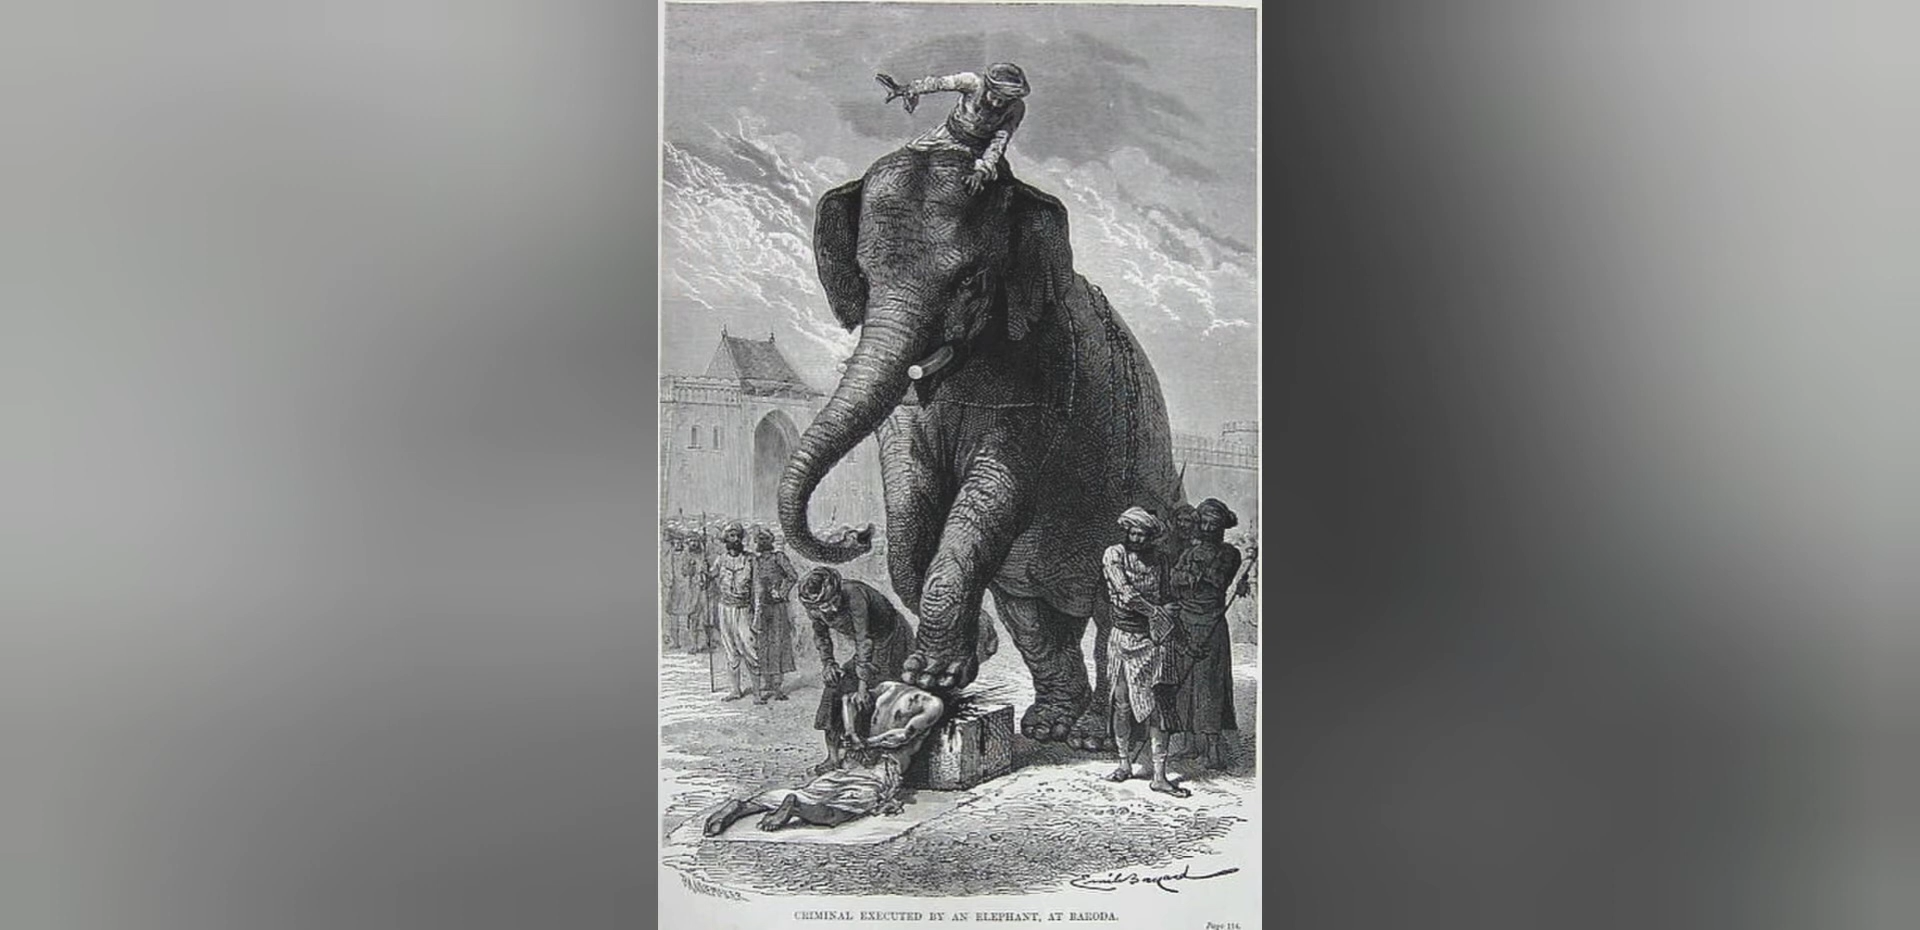 Emile Bayard
CRIMINAL EXECUTED BY AN ELEPHANT, AT BARODA.
Page 114.